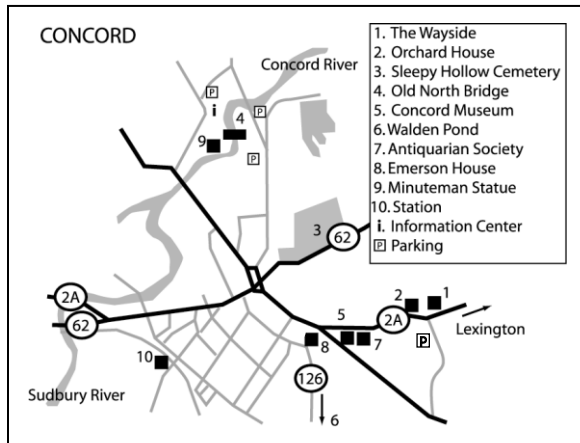 CONCORD
Concord River
P
i
P
4
9
P
3
62
2A
62
10
Sudbury River
5
2
1
2A
Lexington
P
8
7
126
6
1. The Wayside
2. Orchard House
3. Sleepy Hollow Cemetery
4. Old North Bridge
5. Concord Museum
6. Walden Pond
7. Antiquarian Society
8. Emerson House
9. Minuteman Statue
10. Station
i. Information Center
P Parking